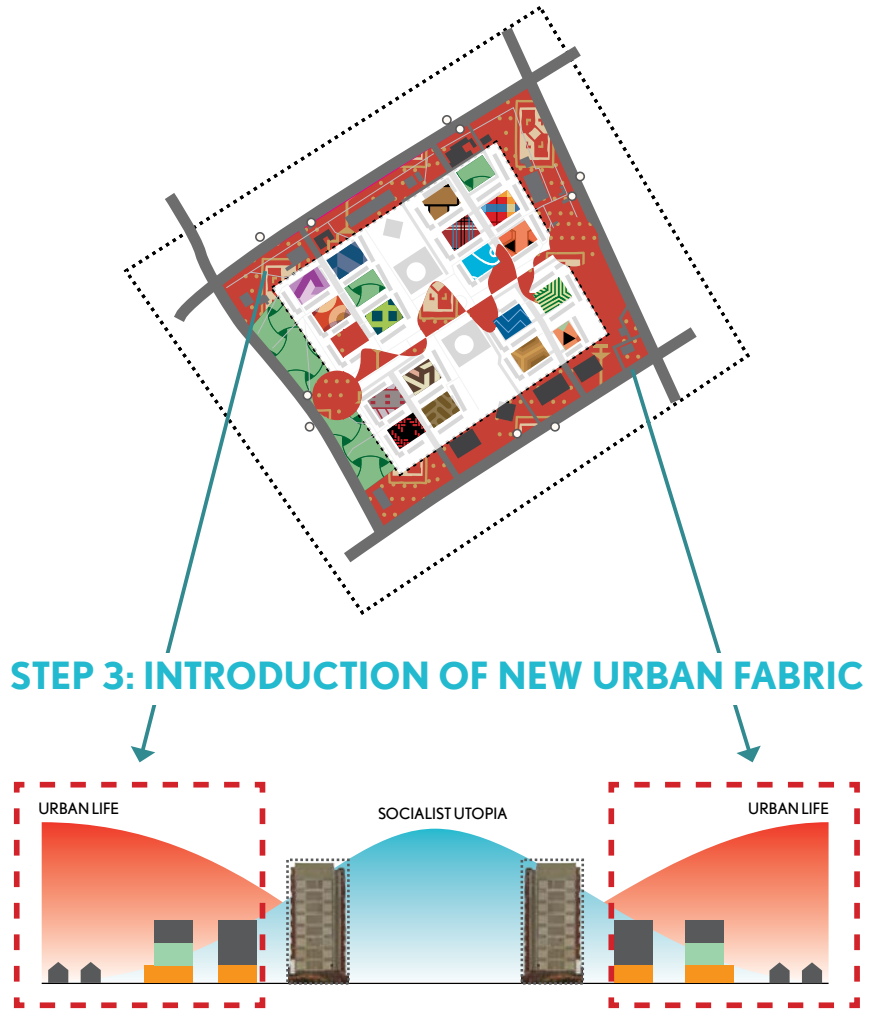 STEP 3: INTRODUCTION OF NEW URBAN FABRIC
URBAN LIFE
SOCIALIST UTOPIA
URBAN LIFE